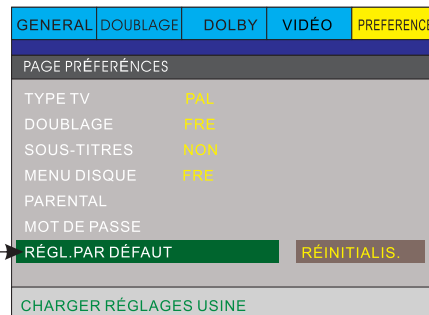 GENERAL DOUBLAGE DOLBY VIDÉO PREFERENCE
PAGE PRÉFERÉNCES
TYPE TV PAL
DOUBLAGE FRE
SOUS-TITRES NON
MENU DISQUE FRE
PARENTAL
MOT DE PASSE
RÉGL.PAR DÉFAUT RÉINITIALIS.
CHARGER RÉGLAGES USINE